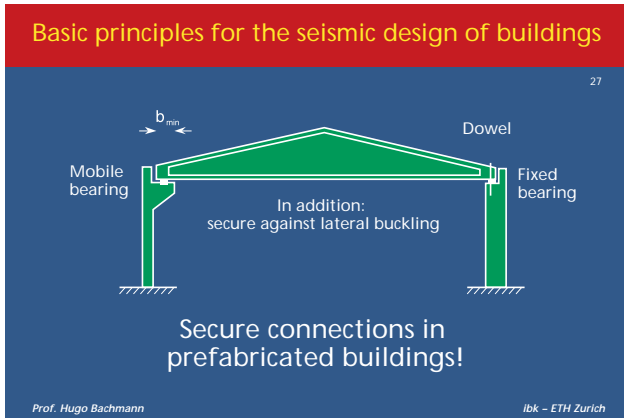 Basic principles for the seismic design of buildings
27
b min
Dowel
Mobile
bearing
Fixed
bearing
In addition:
secure against lateral buckling
Secure connections in
prefabricated buildings!
Prof. Hugo Bachmann
ibk – ETH Zurich